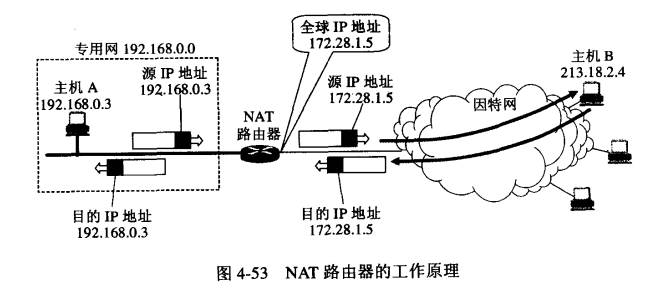 全球 IP 地址
172.28.1.5
专用网 192.168.0.0
主机 A
192.168.0.3
源 IP 地址
192.168.0.3
NAT
路由器
源 IP 地址
172.28.1.5
因特网
主机 B
213.18.2.4
目的 IP 地址
192.168.0.3
目的 IP 地址
172.28.1.5
图 4-53 NAT 路由器的工作原理